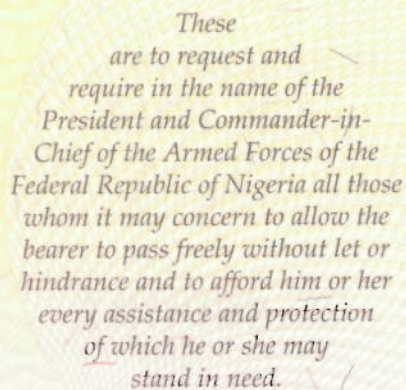 These
are to request and
require in the name of the
President and Commander-in-
Chief of the Armed Forces of the
Federal Republic of Nigeria all those
whom it may concern to allow the
bearer to pass freely without let or
hindrance and to afford him or her
every assistance and protection
of which he or she may
stand in need.